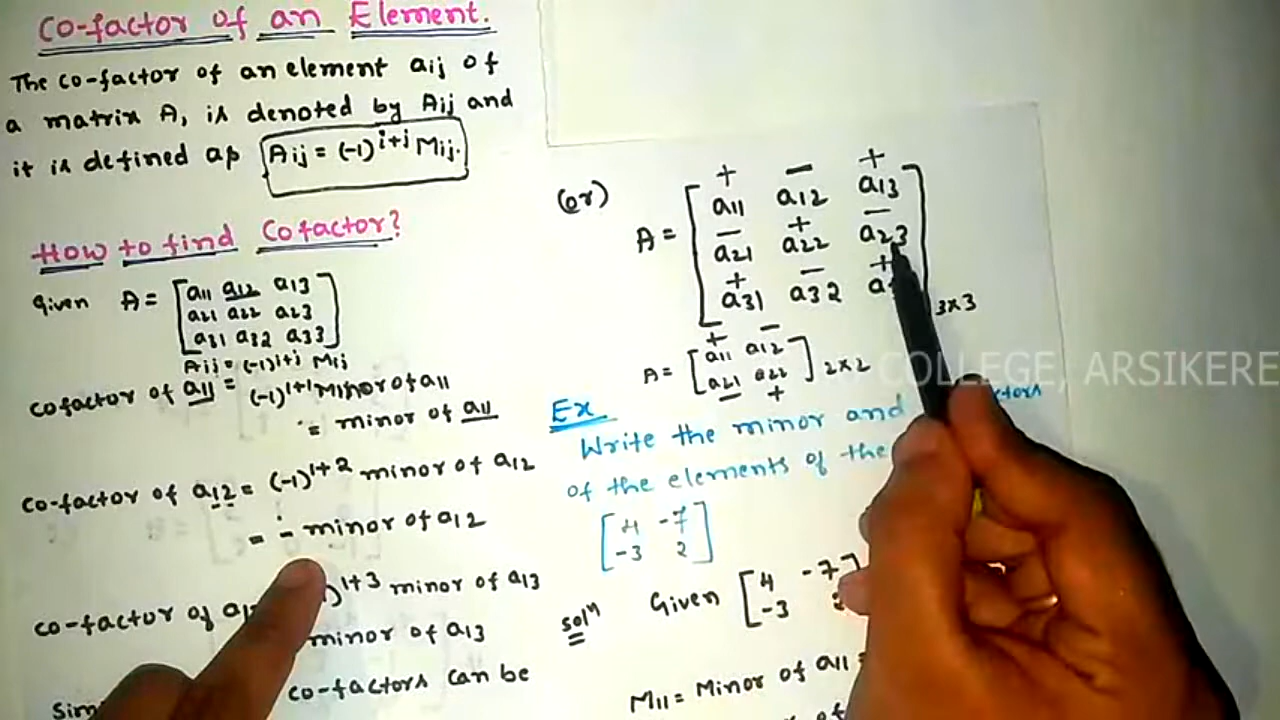 Co-factor of an Element.
The co-factor of an element aij of
a matrix A, is denoted by Aij and
it is defined ap Aij = (-1)^i+j Mij.
How to find Cofactor?
Given A = [a11 a12 a13
a21 a22 a23
a31 a32 a33]
Aij = (-1)^i+j Mij
cofactor of a11 = (-1)^1+1 Minor of a11
= minor of a11
co-factor of a12 = (-1)^1+2 minor of a12
= - minor of a12
co-factor of )^1+3 minor of a13
minor of a13
co-factors can be
(or)
+ - +
A = [a11 a12 a13
- + -
a21 a22 a23
+ - +
a31 a32 ] 3x3
+ -
A = [a11 a12
a21 a22] 2x2
- +
Ex
Write the minor and
of the elements of the
[4 -7
-3 2]
Soln Given [4 -7]
-3
M11 = Minor of a11 =
COLLEGE, ARSIKERE